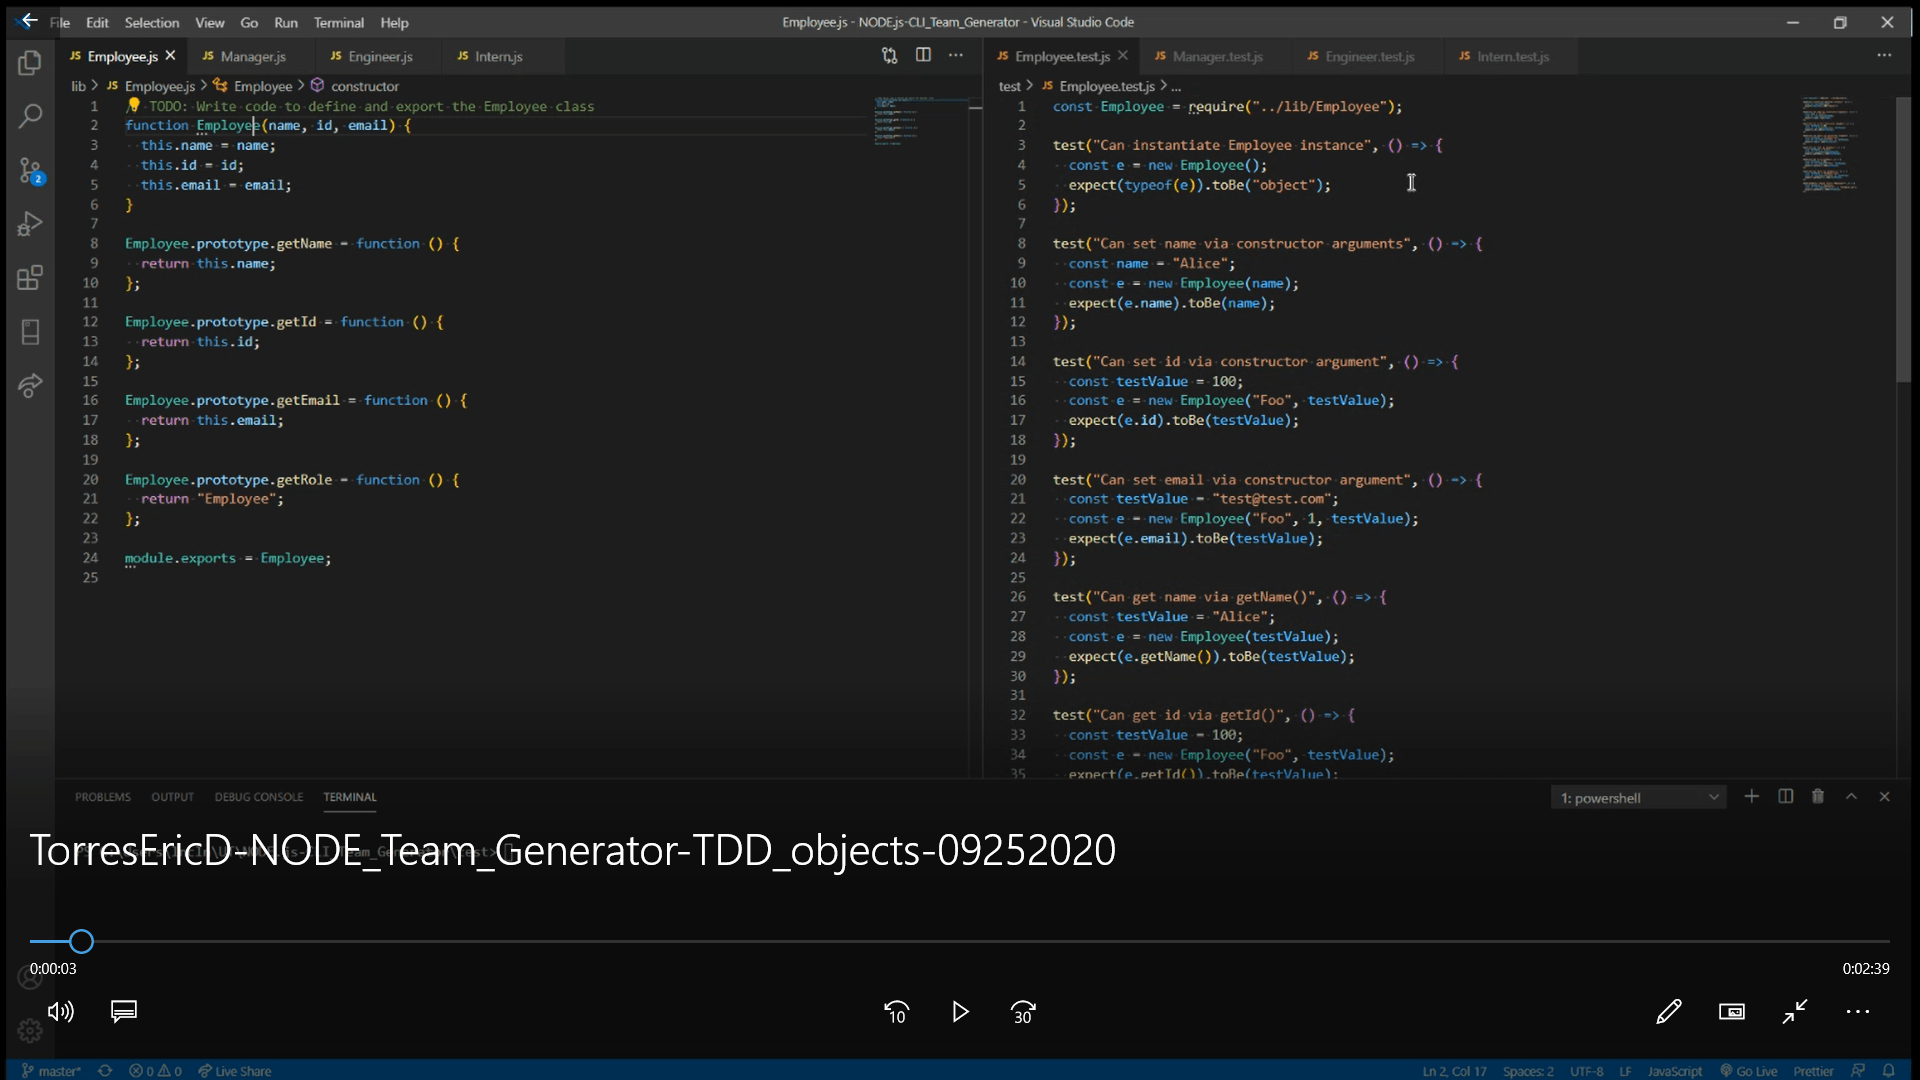 File Edit Selection View Go Run Terminal Help
Employee.js - NODE.js-CLI_Team_Generator - Visual Studio Code
JS Employee.js JS Manager.js JS Engineer.js JS Intern.js
lib > JS Employee.js > Employee > constructor
1 // TODO: Write code to define and export the Employee class
2 function Employee(name, id, email) {
3 this.name = name;
4 this.id = id;
5 this.email = email;
6 }
7
8 Employee.prototype.getName = function () {
9 return this.name;
10 };
11
12 Employee.prototype.getId = function () {
13 return this.id;
14 };
15
16 Employee.prototype.getEmail = function () {
17 return this.email;
18 };
19
20 Employee.prototype.getRole = function () {
21 return "Employee";
22 };
23
24 module.exports = Employee;
25
JS Employee.test.js JS Manager.test.js JS Engineer.test.js JS Intern.test.js
test > JS Employee.test.js > ...
1 const Employee = require("../lib/Employee");
2
3 test("Can instantiate Employee instance", () => {
4 const e = new Employee();
5 expect(typeof(e)).toBe("object");
6 });
7
8 test("Can set name via constructor arguments", () => {
9 const name = "Alice";
10 const e = new Employee(name);
11 expect(e.name).toBe(name);
12 });
13
14 test("Can set id via constructor argument", () => {
15 const testValue = 100;
16 const e = new Employee("Foo", testValue);
17 expect(e.id).toBe(testValue);
18 });
19
20 test("Can set email via constructor argument", () => {
21 const testValue = "test@test.com";
22 const e = new Employee("Foo", 1, testValue);
23 expect(e.email).toBe(testValue);
24 });
25
26 test("Can get name via getName()", () => {
27 const testValue = "Alice";
28 const e = new Employee(testValue);
29 expect(e.getName()).toBe(testValue);
30 });
31
32 test("Can get id via getId()", () => {
33 const testValue = 100;
34 const e = new Employee("Foo", testValue);
35 expect(e.getId()).toBe(testValue);
PROBLEMS OUTPUT DEBUG CONSOLE TERMINAL
1: powershell
TorresEricD-NODE_Team_Generator-TDD_objects-09252020
0:00:03
0:02:39
10
30
2
master* 0 0 Live Share
Ln 2, Col 17 Spaces: 2 UTF-8 LF JavaScript Go Live Prettier